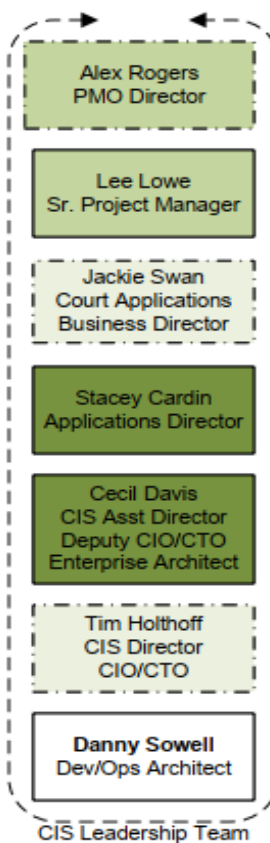 Alex Rogers
PMO Director
Lee Lowe
Sr. Project Manager
Jackie Swan
Court Applications
Business Director
Stacey Cardin
Applications Director
Cecil Davis
CIS Asst Director
Deputy CIO/CTO
Enterprise Architect
Tim Holthoff
CIS Director
CIO/CTO
Danny Sowell
Dev/Ops Architect
CIS Leadership Team